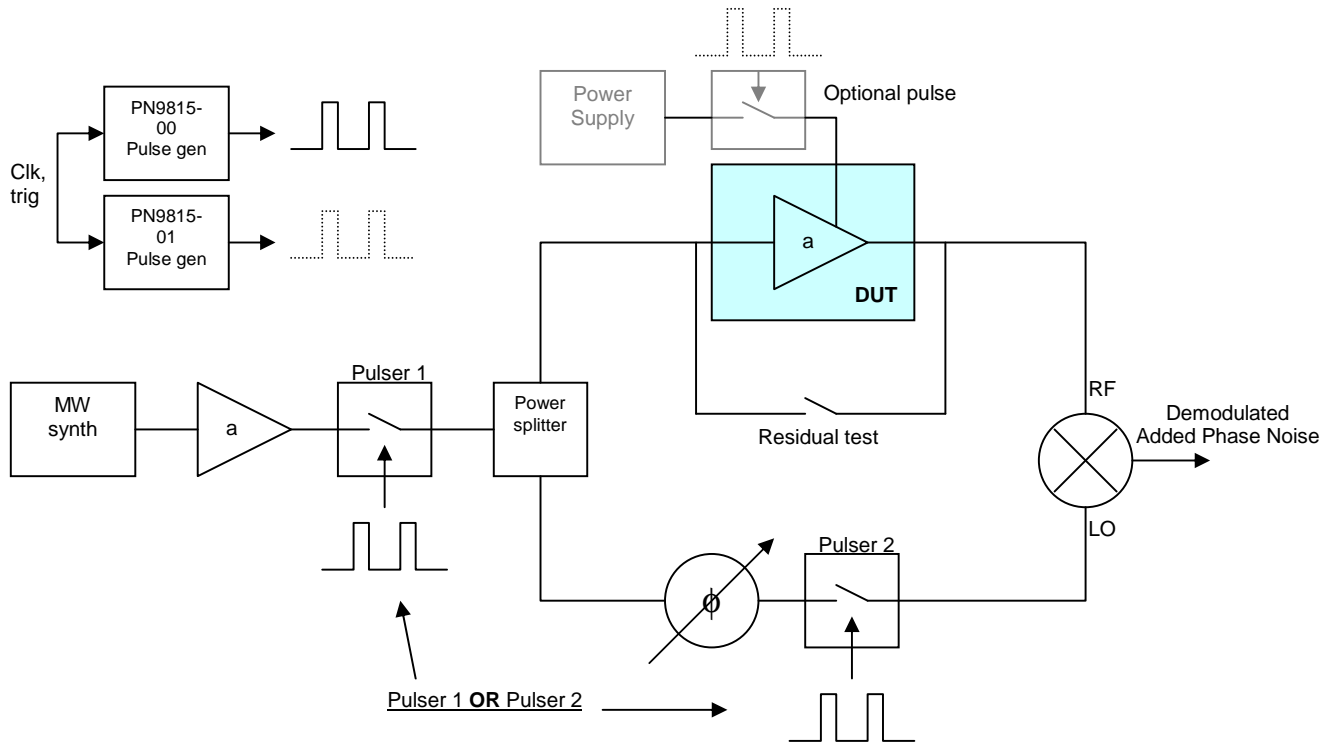 Power
Supply
Optional pulse
PN9815-
00
Pulse gen
Clk,
trig
PN9815-
01
Pulse gen
a
DUT
Pulser 1
MW
synth
a
Power
splitter
Residual test
RF
Demodulated
Added Phase Noise
LO
Pulser 2
ϕ
Pulser 1 OR Pulser 2